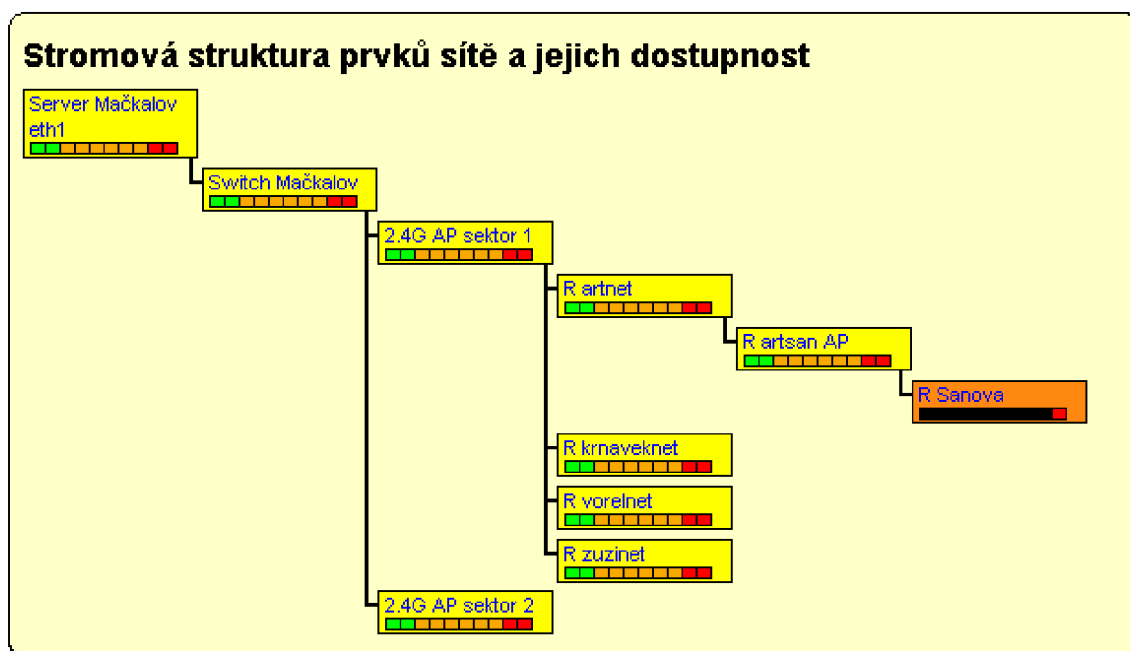 Stromová struktura prvků sítě a jejich dostupnost
Server Mačkalov
eth1
Switch Mačkalov
2.4G AP sektor 1
R artnet
R artsan AP
R Sanova
R krnaveknet
R vorelnet
R zuzinet
2.4G AP sektor 2